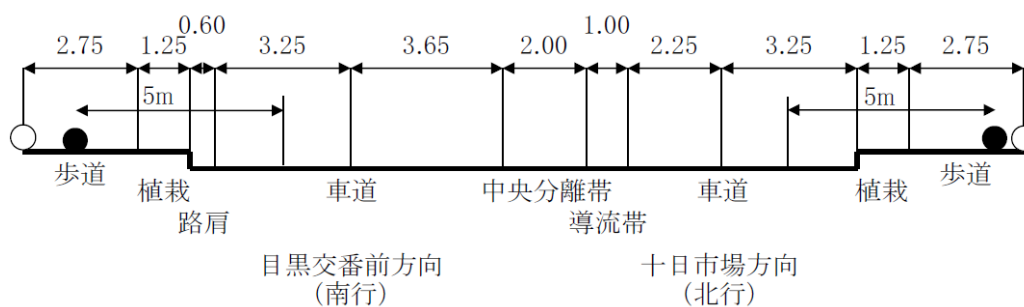 0.60
1.00
2.75
1.25
3.25
3.65
2.00
2.25
3.25
1.25
2.75
5m
5m
歩道
植栽
路肩
車道
中央分離帯
導流帯
車道
植栽
歩道
目黒交番前方向
(南行)
十日市場方向
(北行)